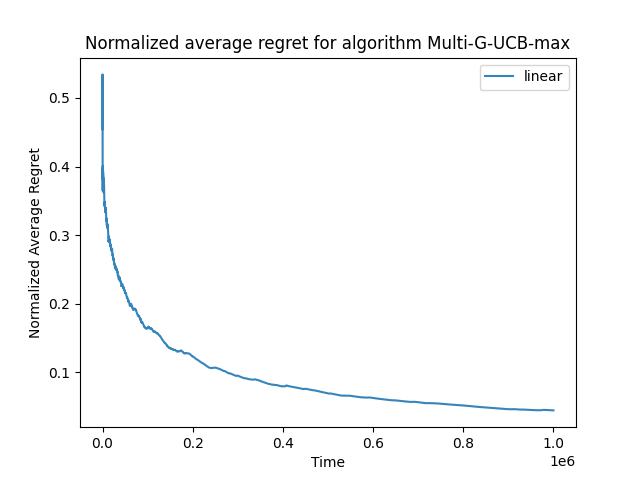 Normalized average regret for algorithm Multi-G-UCB-max
linear
Normalized Average Regret
0.5
0.4
0.3
0.2
0.1
0.0
0.2
0.4
0.6
0.8
1.0
1e6
Time